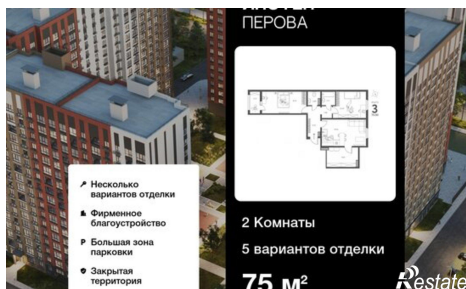 ПЕРОВА
3
Несколько
вариантов отделки
Фирменное
благоустройство
P Большая зона
парковки
Закрытая
территория
2 Комнаты
5 вариантов отделки
75 м²
Restate